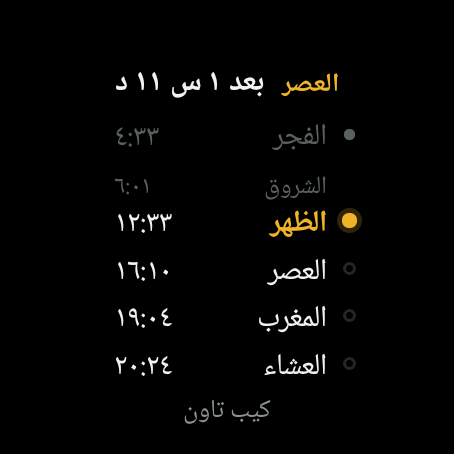 العصر بعد ١ س ١١ د
الفجر ٤:٣٣
الشروق ٦:٠١
الظهر ١٢:٣٣
العصر ١٦:١٠
المغرب ١٩:٠٤
العشاء ٢٠:٢٤
كيب تاون